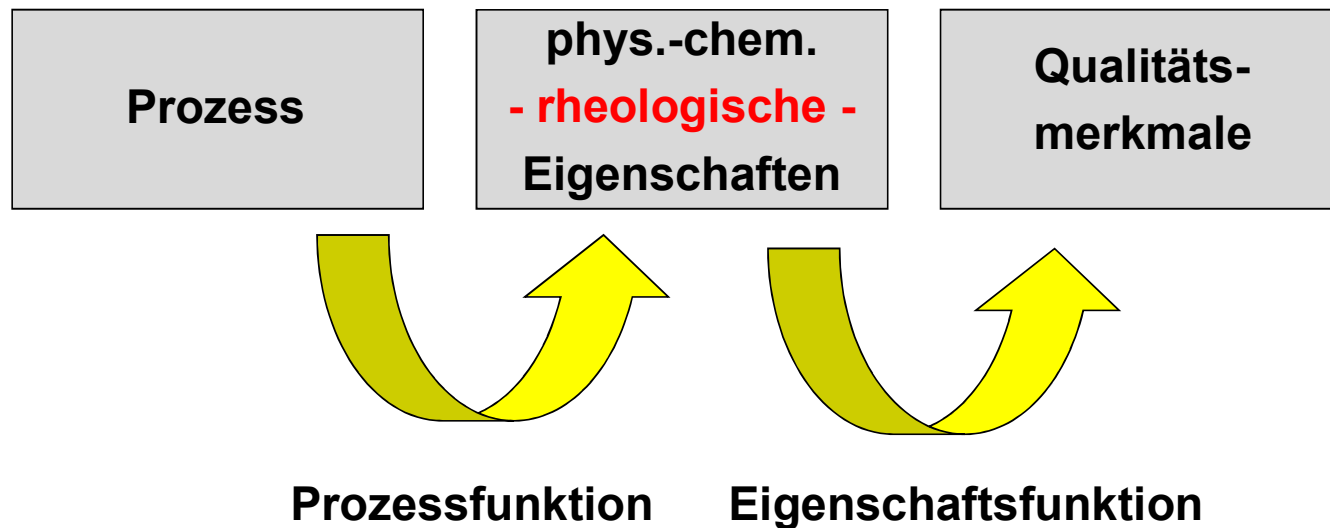 Prozess
phys.-chem.
- rheologische -
Eigenschaften
Qualitäts-
merkmale
Prozessfunktion
Eigenschaftsfunktion